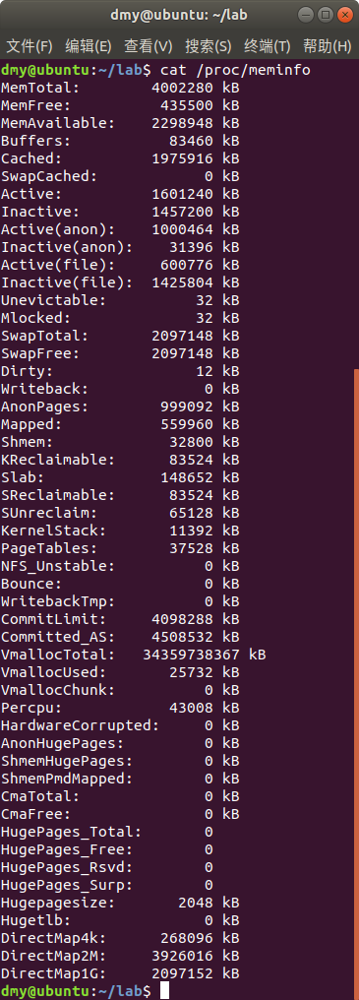 dmy@ubuntu: ~/lab
文件(F) 编辑(E) 查看(V) 搜索(S) 终端(T) 帮助(H)
dmy@ubuntu:~/lab$ cat /proc/meminfo
MemTotal:        4002280 kB
MemFree:          435500 kB
MemAvailable:    2298948 kB
Buffers:           83460 kB
Cached:          1975916 kB
SwapCached:            0 kB
Active:          1601240 kB
Inactive:        1457200 kB
Active(anon):    1000464 kB
Inactive(anon):    31396 kB
Active(file):     600776 kB
Inactive(file):  1425804 kB
Unevictable:          32 kB
Mlocked:              32 kB
SwapTotal:       2097148 kB
SwapFree:        2097148 kB
Dirty:                12 kB
Writeback:             0 kB
AnonPages:        999092 kB
Mapped:           559960 kB
Shmem:             32800 kB
KReclaimable:      83524 kB
Slab:             148652 kB
SReclaimable:      83524 kB
SUnreclaim:        65128 kB
KernelStack:       11392 kB
PageTables:        37528 kB
NFS_Unstable:          0 kB
Bounce:                0 kB
WritebackTmp:          0 kB
CommitLimit:     4098288 kB
Committed_AS:    4508532 kB
VmallocTotal:   34359738367 kB
VmallocUsed:       25732 kB
VmallocChunk:          0 kB
Percpu:            43008 kB
HardwareCorrupted:     0 kB
AnonHugePages:         0 kB
ShmemHugePages:        0 kB
ShmemPmdMapped:        0 kB
CmaTotal:              0 kB
CmaFree:               0 kB
HugePages_Total:       0
HugePages_Free:        0
HugePages_Rsvd:        0
HugePages_Surp:        0
Hugepagesize:       2048 kB
Hugetlb:               0 kB
DirectMap4k:      268096 kB
DirectMap2M:     3926016 kB
DirectMap1G:     2097152 kB
dmy@ubuntu:~/lab$